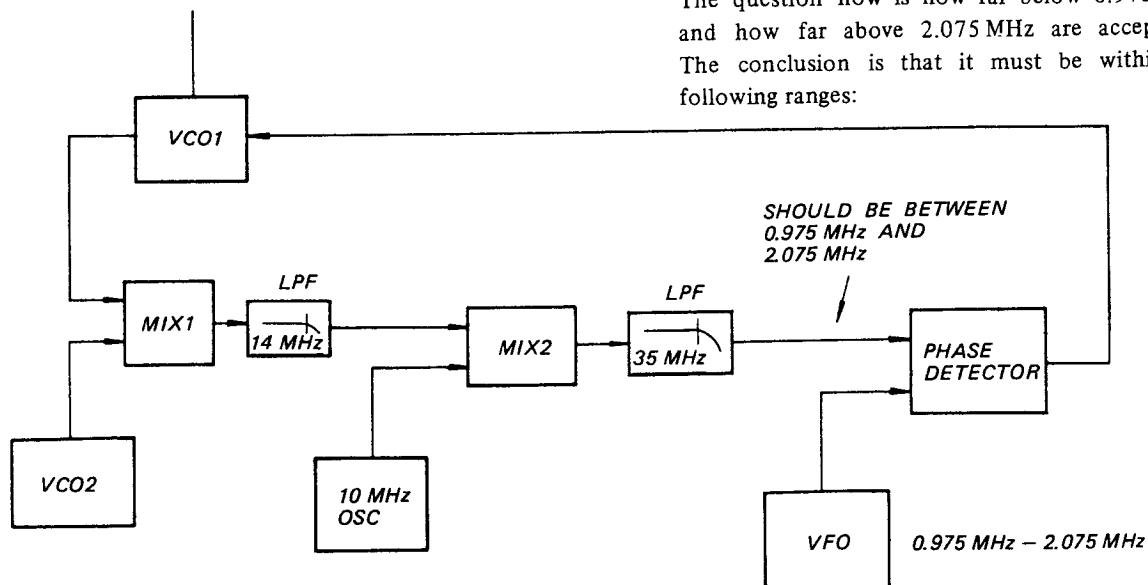 The question now is how far below
and how far above 2.075 MHz are accep
The conclusion is that it must be withi
following ranges:
VCO1
SHOULD BE BETWEEN
0.975 MHz AND
2.075 MHz
LPF
LPF
MIX1
14 MHz
MIX2
35 MHz
PHASE
DETECTOR
VCO2
10 MHz
OSC
VFO
0.975 MHz – 2.075 MHz